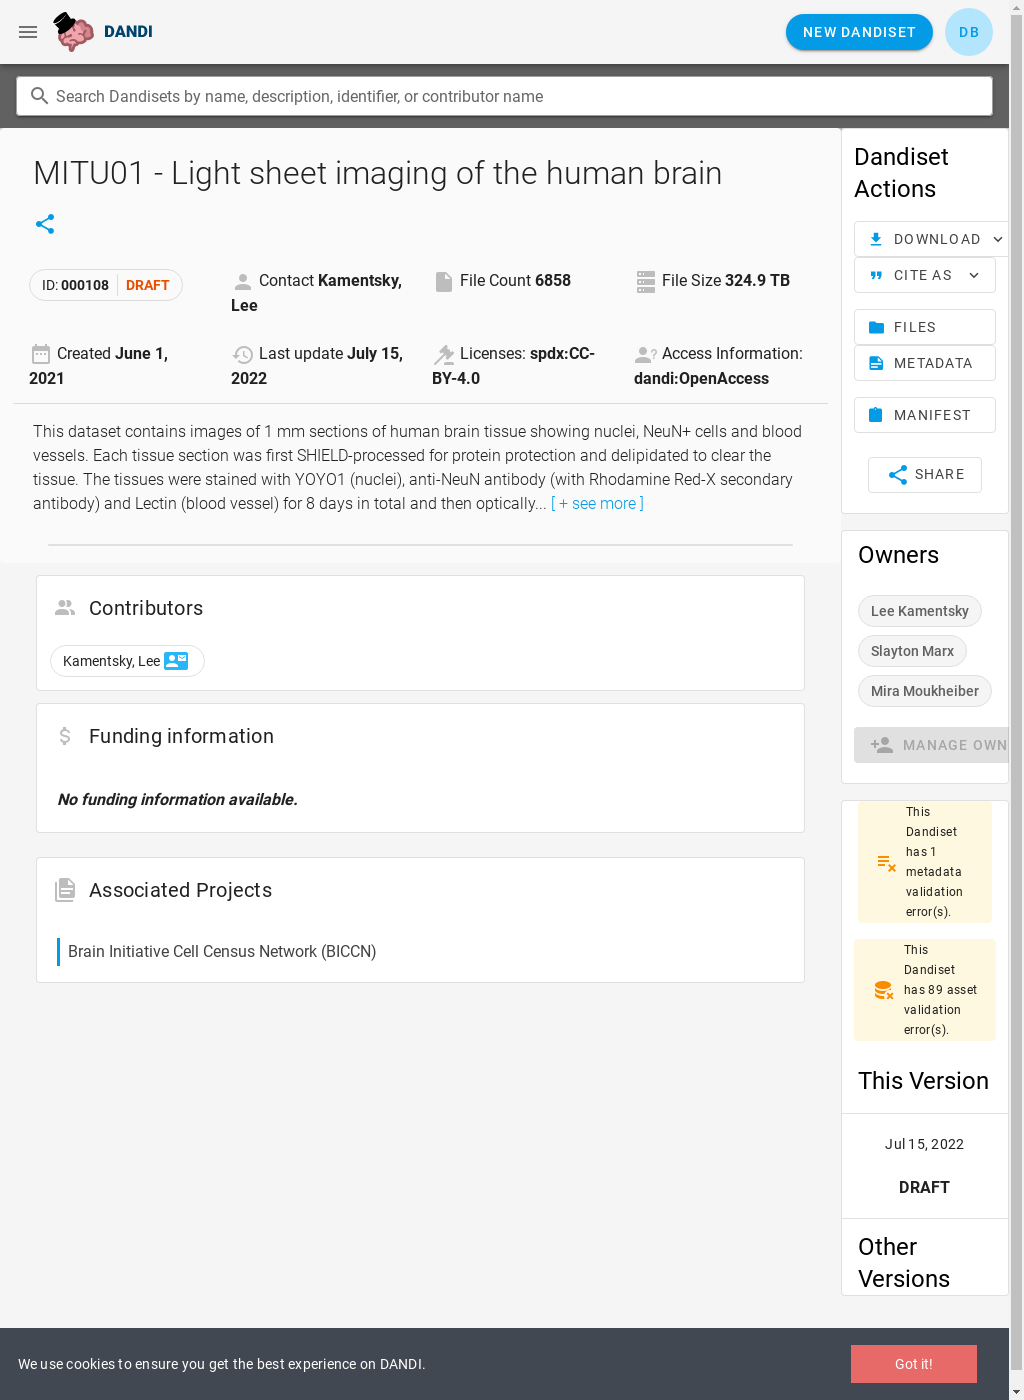 DANDI
NEW DANDISET
DB
Search Dandisets by name, description, identifier, or contributor name
MITU01 - Light sheet imaging of the human brain
ID: 000108 DRAFT
Contact Kamentsky,
Lee
File Count 6858
File Size 324.9 TB
Created June 1,
2021
Last update July 15,
2022
Licenses: spdx:CC-
BY-4.0
Access Information:
dandi:OpenAccess
This dataset contains images of 1 mm sections of human brain tissue showing nuclei, NeuN+ cells and blood
vessels. Each tissue section was first SHIELD-processed for protein protection and delipidated to clear the
tissue. The tissues were stained with YOYO1 (nuclei), anti-NeuN antibody (with Rhodamine Red-X secondary
antibody) and Lectin (blood vessel) for 8 days in total and then optically... [ + see more ]
Contributors
Kamentsky, Lee
Funding information
No funding information available.
Associated Projects
Brain Initiative Cell Census Network (BICCN)
Dandiset
Actions
DOWNLOAD
CITE AS
FILES
METADATA
MANIFEST
SHARE
Owners
Lee Kamentsky
Slayton Marx
Mira Moukheiber
MANAGE OWN
This
Dandiset
has 1
metadata
validation
error(s).
This
Dandiset
has 89 asset
validation
error(s).
This Version
Jul 15, 2022
DRAFT
Other
Versions
We use cookies to ensure you get the best experience on DANDI.
Got it!